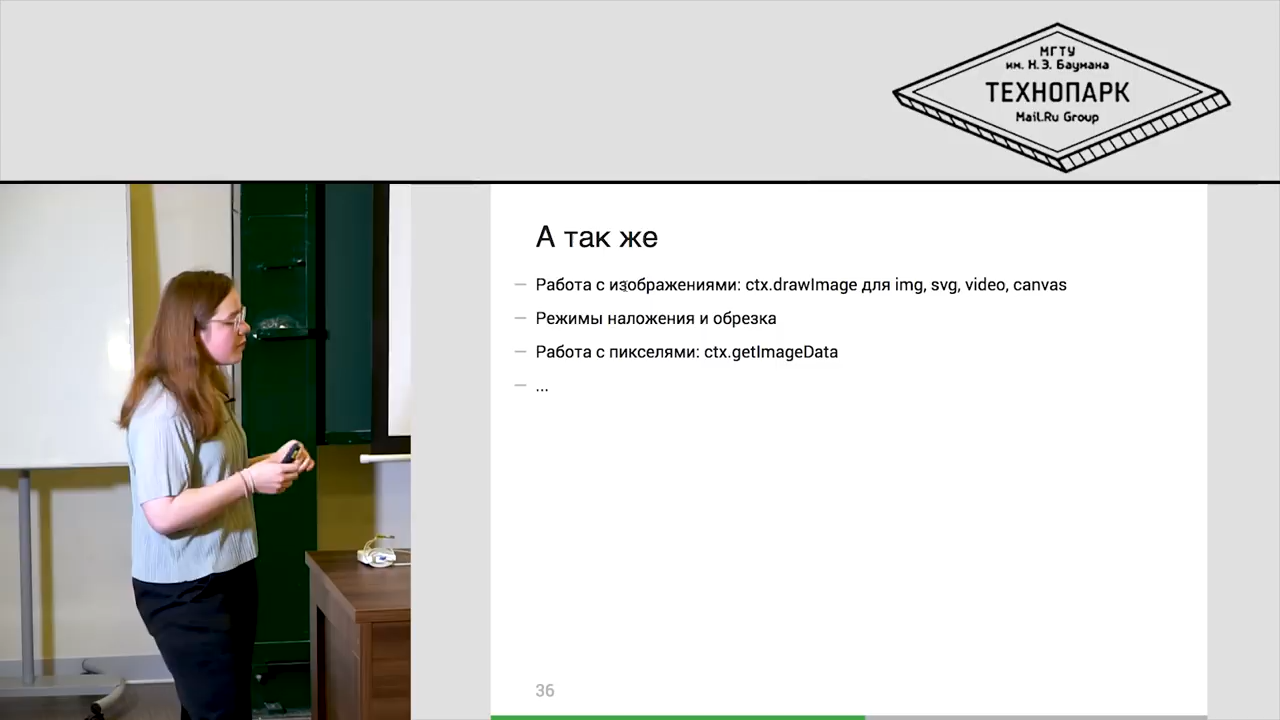 МГТУ
им. Н.Э. Баумана
ТЕХНОПАРК
Mail.Ru Group
А так же
— Работа с изображениями: ctx.drawImage для img, svg, video, canvas
— Режимы наложения и обрезка
— Работа с пикселями: ctx.getImageData
— ...
36